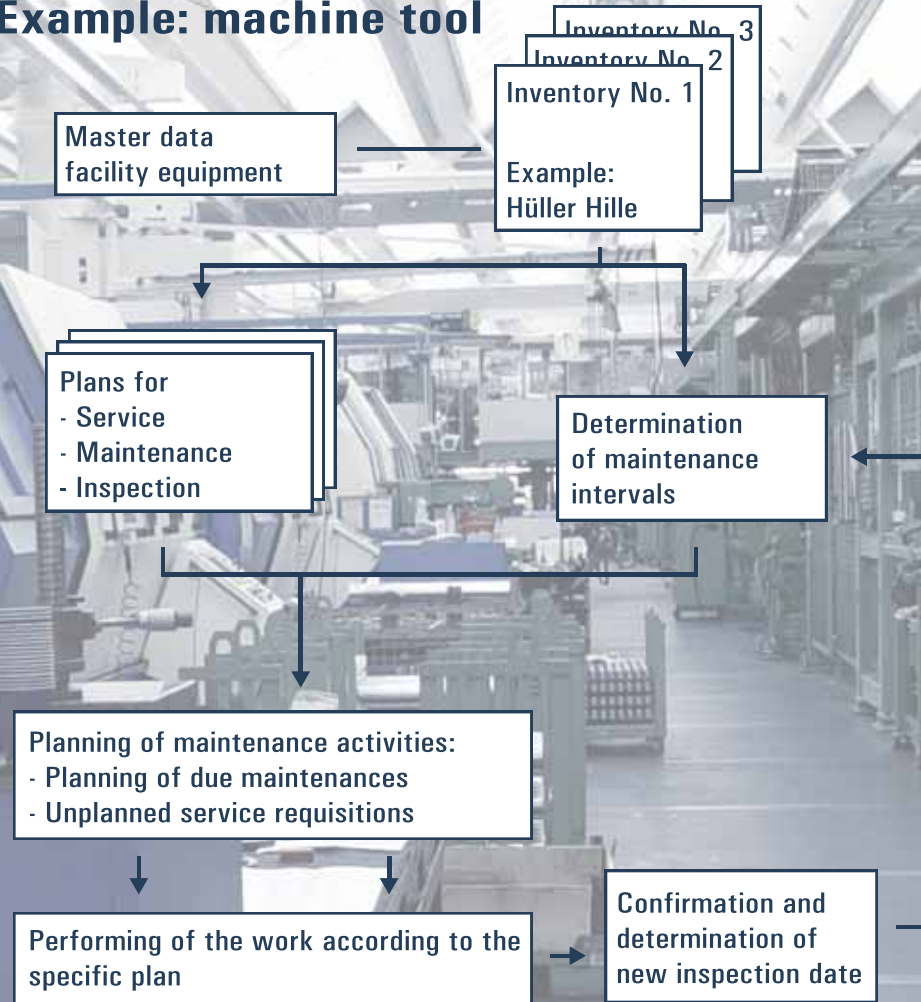 Example: machine tool
Inventory No. 3
Inventory No. 2
Inventory No. 1
Example:
Hüller Hille
Master data
facility equipment
Plans for
- Service
- Maintenance
- Inspection
Determination
of maintenance
intervals
Planning of maintenance activities:
- Planning of due maintenances
- Unplanned service requisitions
Performing of the work according to the
specific plan
Confirmation and
determination of
new inspection date